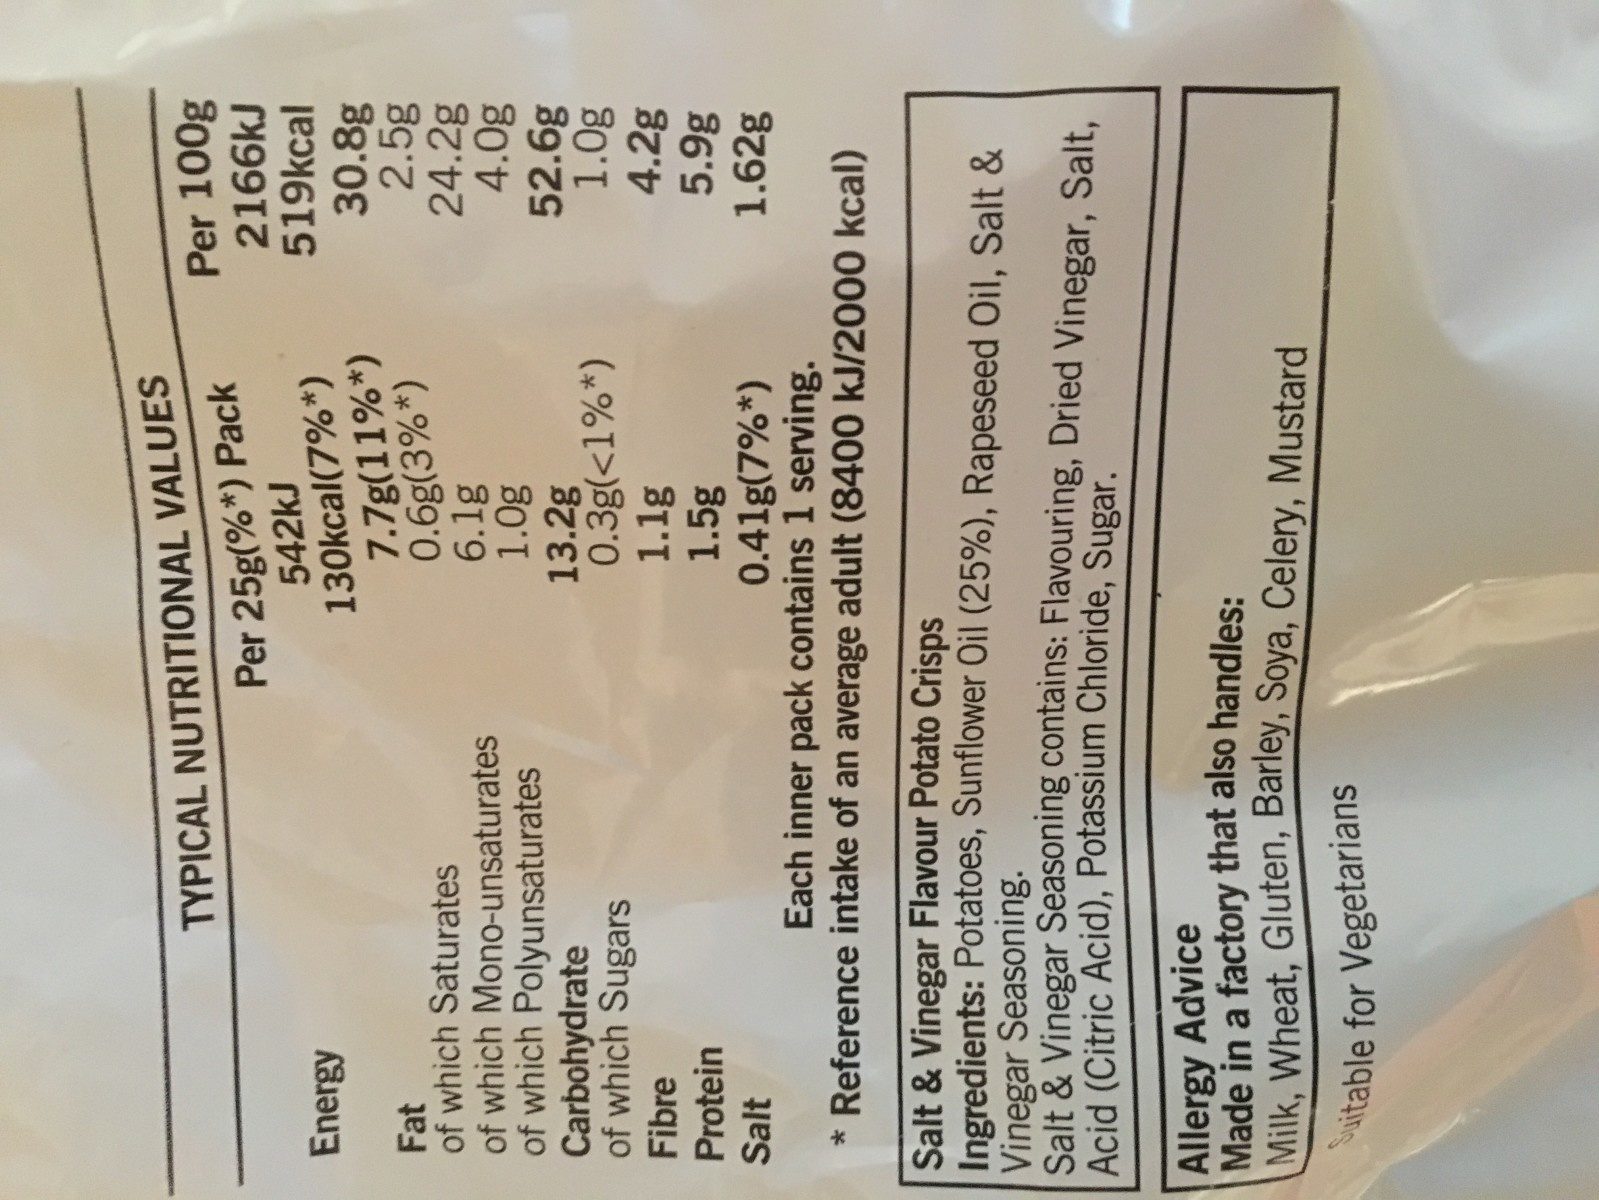 TYPICAL NUTRITIONAL VALUES
Per 25g(%*) Pack Per 100g
Energy 542kJ 2166kJ
130kcal(7%*) 519kcal
Fat 7.7g(11%*) 30.8g
of which Saturates 0.6g(3%*) 2.5g
of which Mono-unsaturates 6.1g 24.2g
of which Polyunsaturates 1.0g 4.0g
Carbohydrate 13.2g 52.6g
of which Sugars 0.3g(<1%*) 1.0g
Fibre 1.1g 4.2g
Protein 1.5g 5.9g
Salt 0.41g(7%*) 1.62g
Each inner pack contains 1 serving.
* Reference intake of an average adult (8400 kJ/2000 kcal)
Salt & Vinegar Flavour Potato Crisps
Ingredients: Potatoes, Sunflower Oil (25%), Rapeseed Oil, Salt &
Vinegar Seasoning.
Salt & Vinegar Seasoning contains: Flavouring, Dried Vinegar, Salt,
Acid (Citric Acid), Potassium Chloride, Sugar.
Allergy Advice
Made in a factory that also handles:
Milk, Wheat, Gluten, Barley, Soya, Celery, Mustard
Suitable for Vegetarians